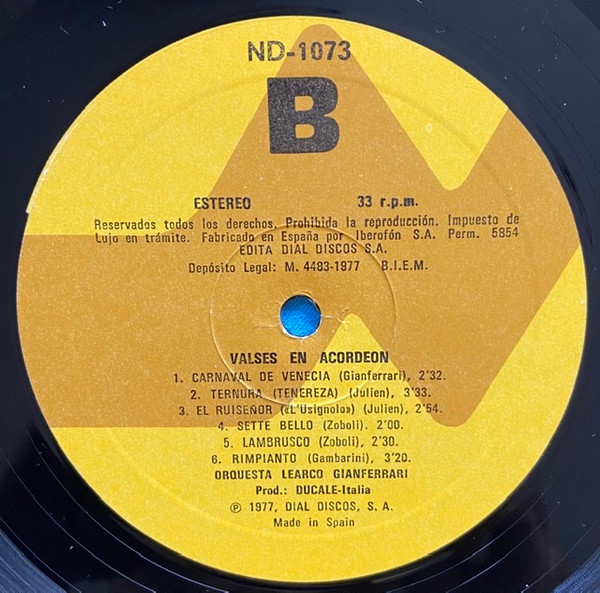 ND-1073
B
ESTEREO 33 r.p.m.
Reservados todos los derechos. Prohibida la reproducción. Impuesto de
Lujo en trámite. Fabricado en España por Iberofón S.A. Perm. 5854
EDITA DIAL DISCOS S.A.
Depósito Legal: M. 4483-1977 B.I.E.M.
VALSES EN ACORDEON
1. CARNAVAL DE VENECIA (Gianferrari), 2'32.
2. TERNURA (TENEREZA) (Julien), 3'33.
3. EL RUISEÑOR («L'Usignolo») (Julien), 2'54.
4. SETTE BELLO (Zoboli). 2'00.
5. LAMBRUSCO (Zoboli), 2'30.
6. RIMPIANTO (Gambarini), 3'20.
ORQUESTA LEARCO GIANFERRARI
Prod.: DUCALE-Italia
℗ 1977, DIAL DISCOS, S. A.
Made in Spain